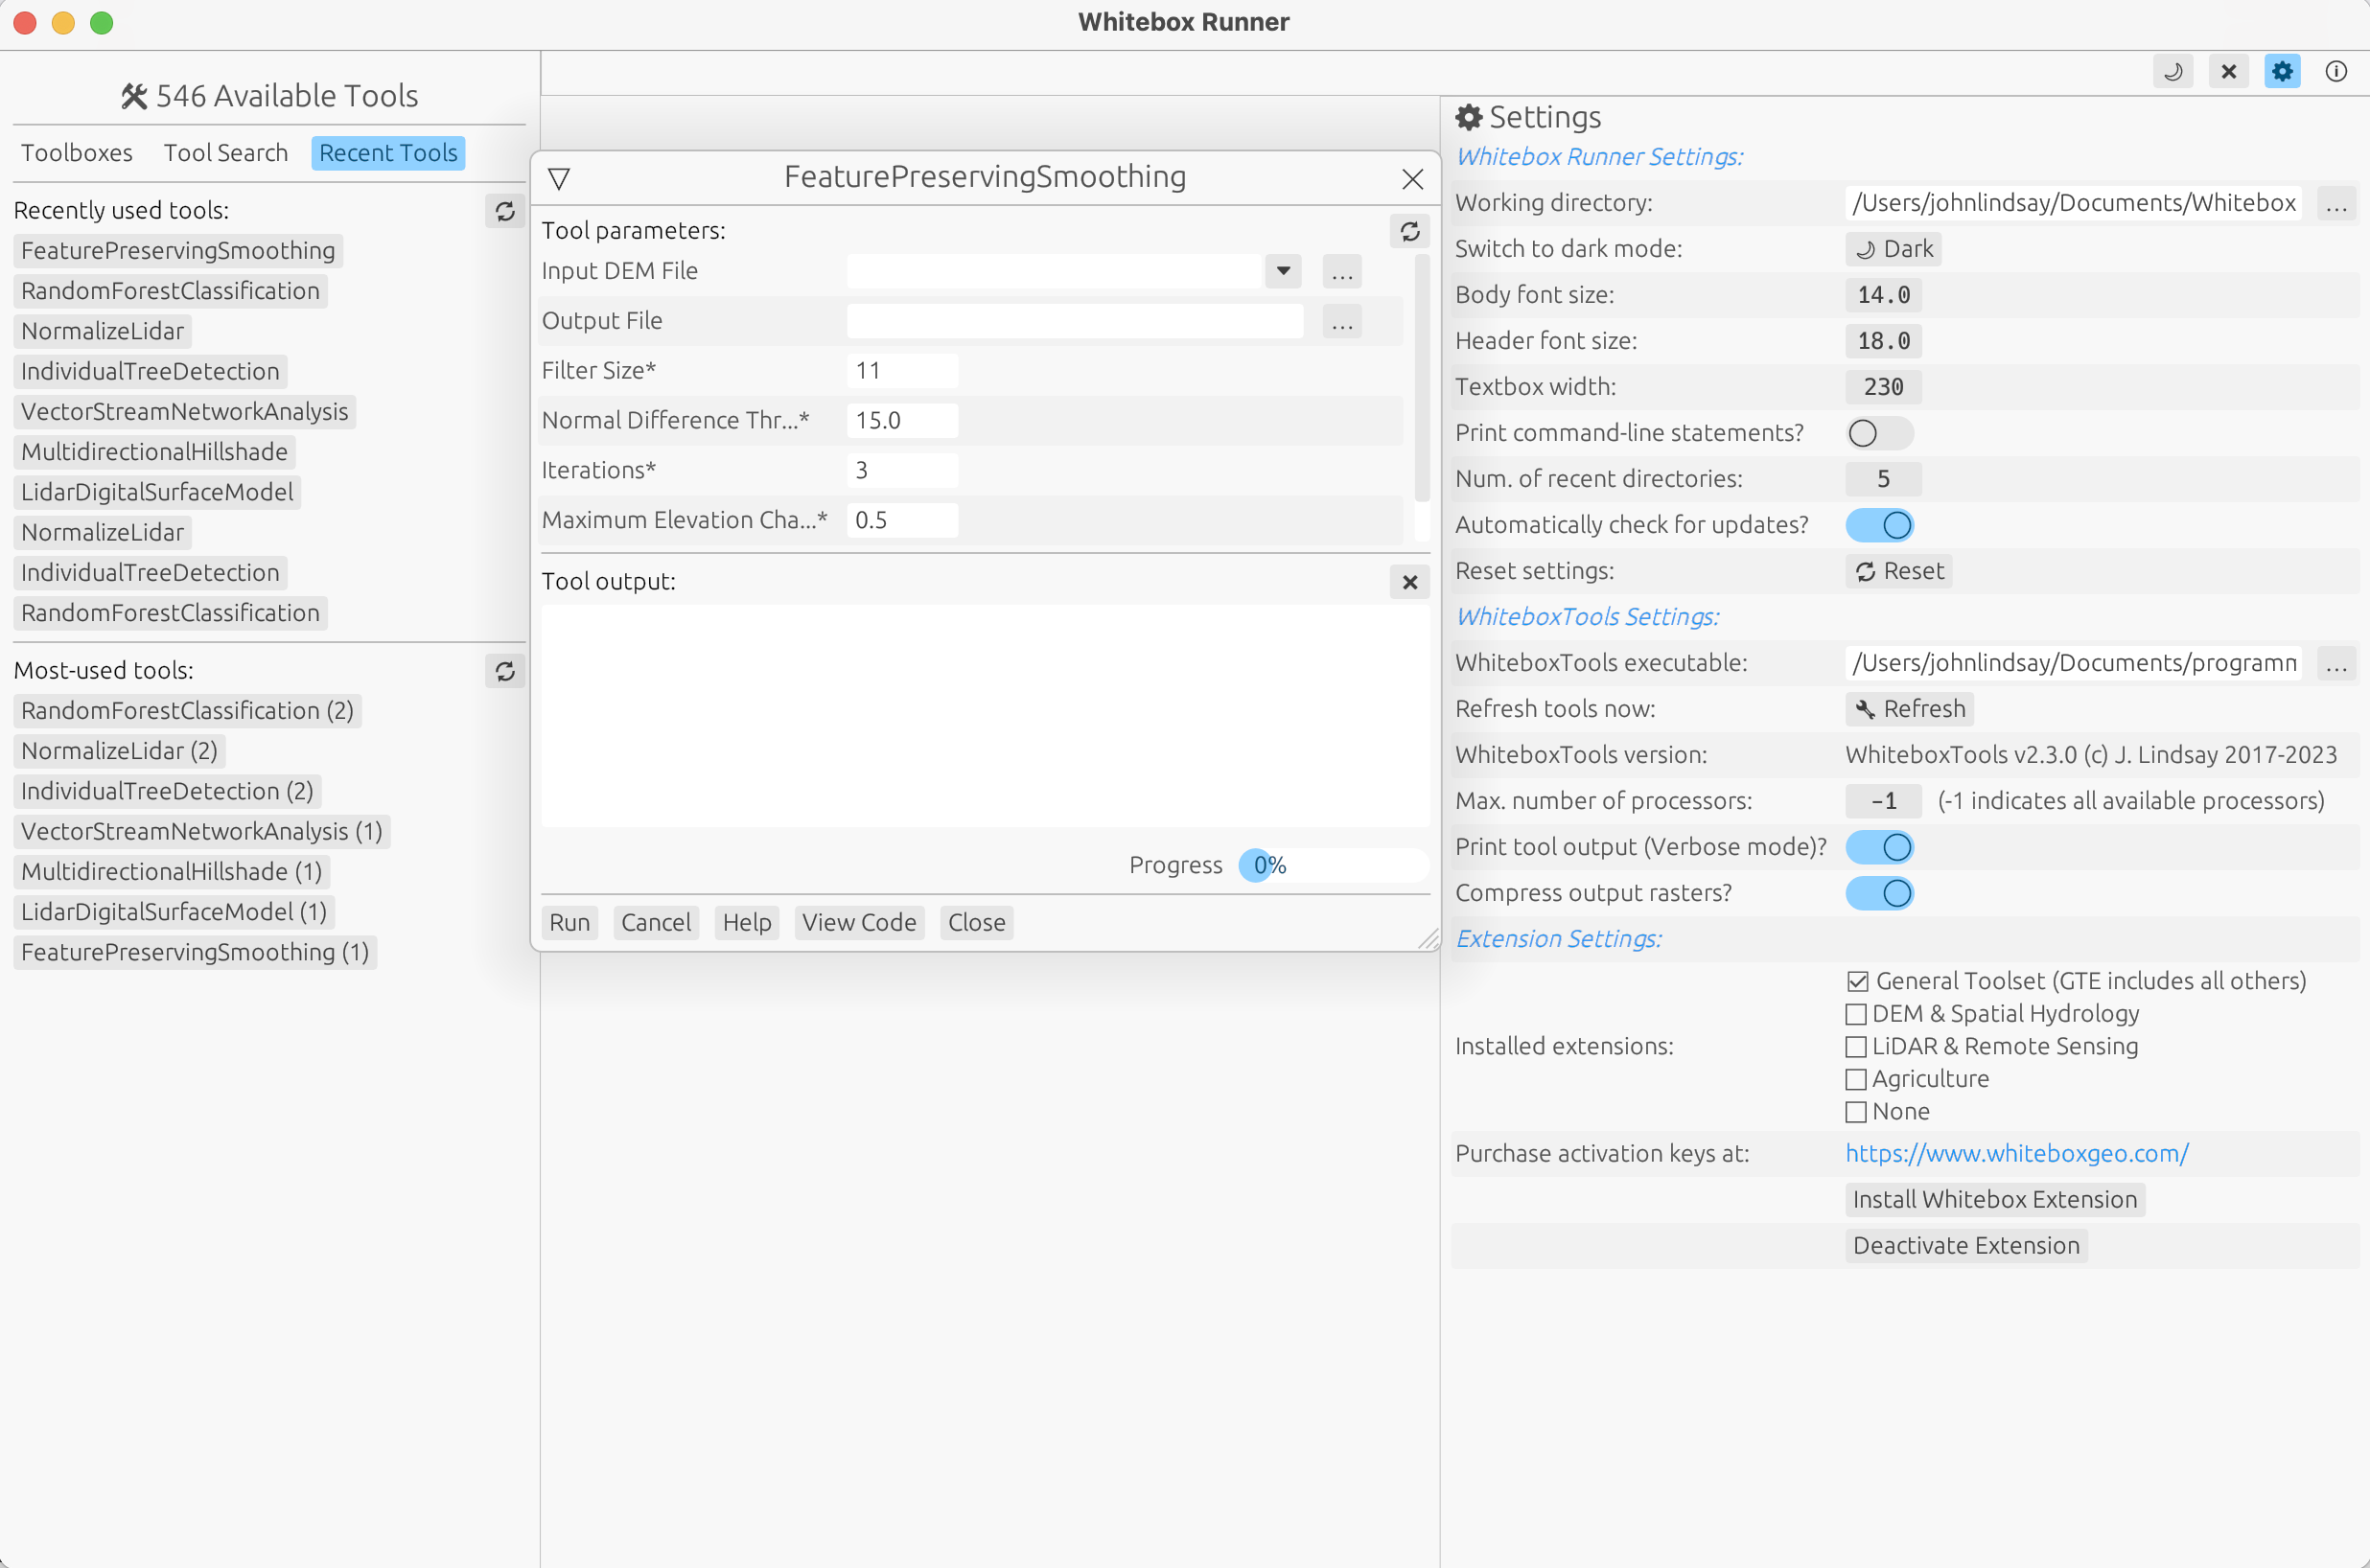 Whitebox Runner
546 Available Tools
Toolboxes Tool Search Recent Tools
Recently used tools:
FeaturePreservingSmoothing
RandomForestClassification
NormalizeLidar
IndividualTreeDetection
VectorStreamNetworkAnalysis
MultidirectionalHillshade
LidarDigitalSurfaceModel
NormalizeLidar
IndividualTreeDetection
RandomForestClassification
Most-used tools:
RandomForestClassification (2)
NormalizeLidar (2)
IndividualTreeDetection (2)
VectorStreamNetworkAnalysis (1)
MultidirectionalHillshade (1)
LidarDigitalSurfaceModel (1)
FeaturePreservingSmoothing (1)
FeaturePreservingSmoothing
Tool parameters:
Input DEM File ...
Output File ...
Filter Size* 11
Normal Difference Thr...* 15.0
Iterations* 3
Maximum Elevation Cha...* 0.5
Tool output:
Progress 0%
Run Cancel Help View Code Close
Settings
Whitebox Runner Settings:
Working directory: /Users/johnlindsay/Documents/Whitebox ...
Switch to dark mode: Dark
Body font size: 14.0
Header font size: 18.0
Textbox width: 230
Print command-line statements?
Num. of recent directories: 5
Automatically check for updates?
Reset settings: Reset
WhiteboxTools Settings:
WhiteboxTools executable: /Users/johnlindsay/Documents/program ...
Refresh tools now: Refresh
WhiteboxTools version: WhiteboxTools v2.3.0 (c) J. Lindsay 2017-2023
Max. number of processors: -1 (-1 indicates all available processors)
Print tool output (Verbose mode)?
Compress output rasters?
Extension Settings:
Installed extensions:
General Toolset (GTE includes all others)
DEM & Spatial Hydrology
LiDAR & Remote Sensing
Agriculture
None
Purchase activation keys at: https://www.whiteboxgeo.com/
Install Whitebox Extension
Deactivate Extension